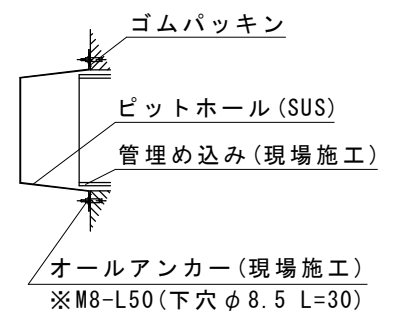 ゴムパッキン
ピットホール(SUS)
管埋め込み(現場施工)
オールアンカー(現場施工)
※M8-L50(下穴φ8.5 L=30)